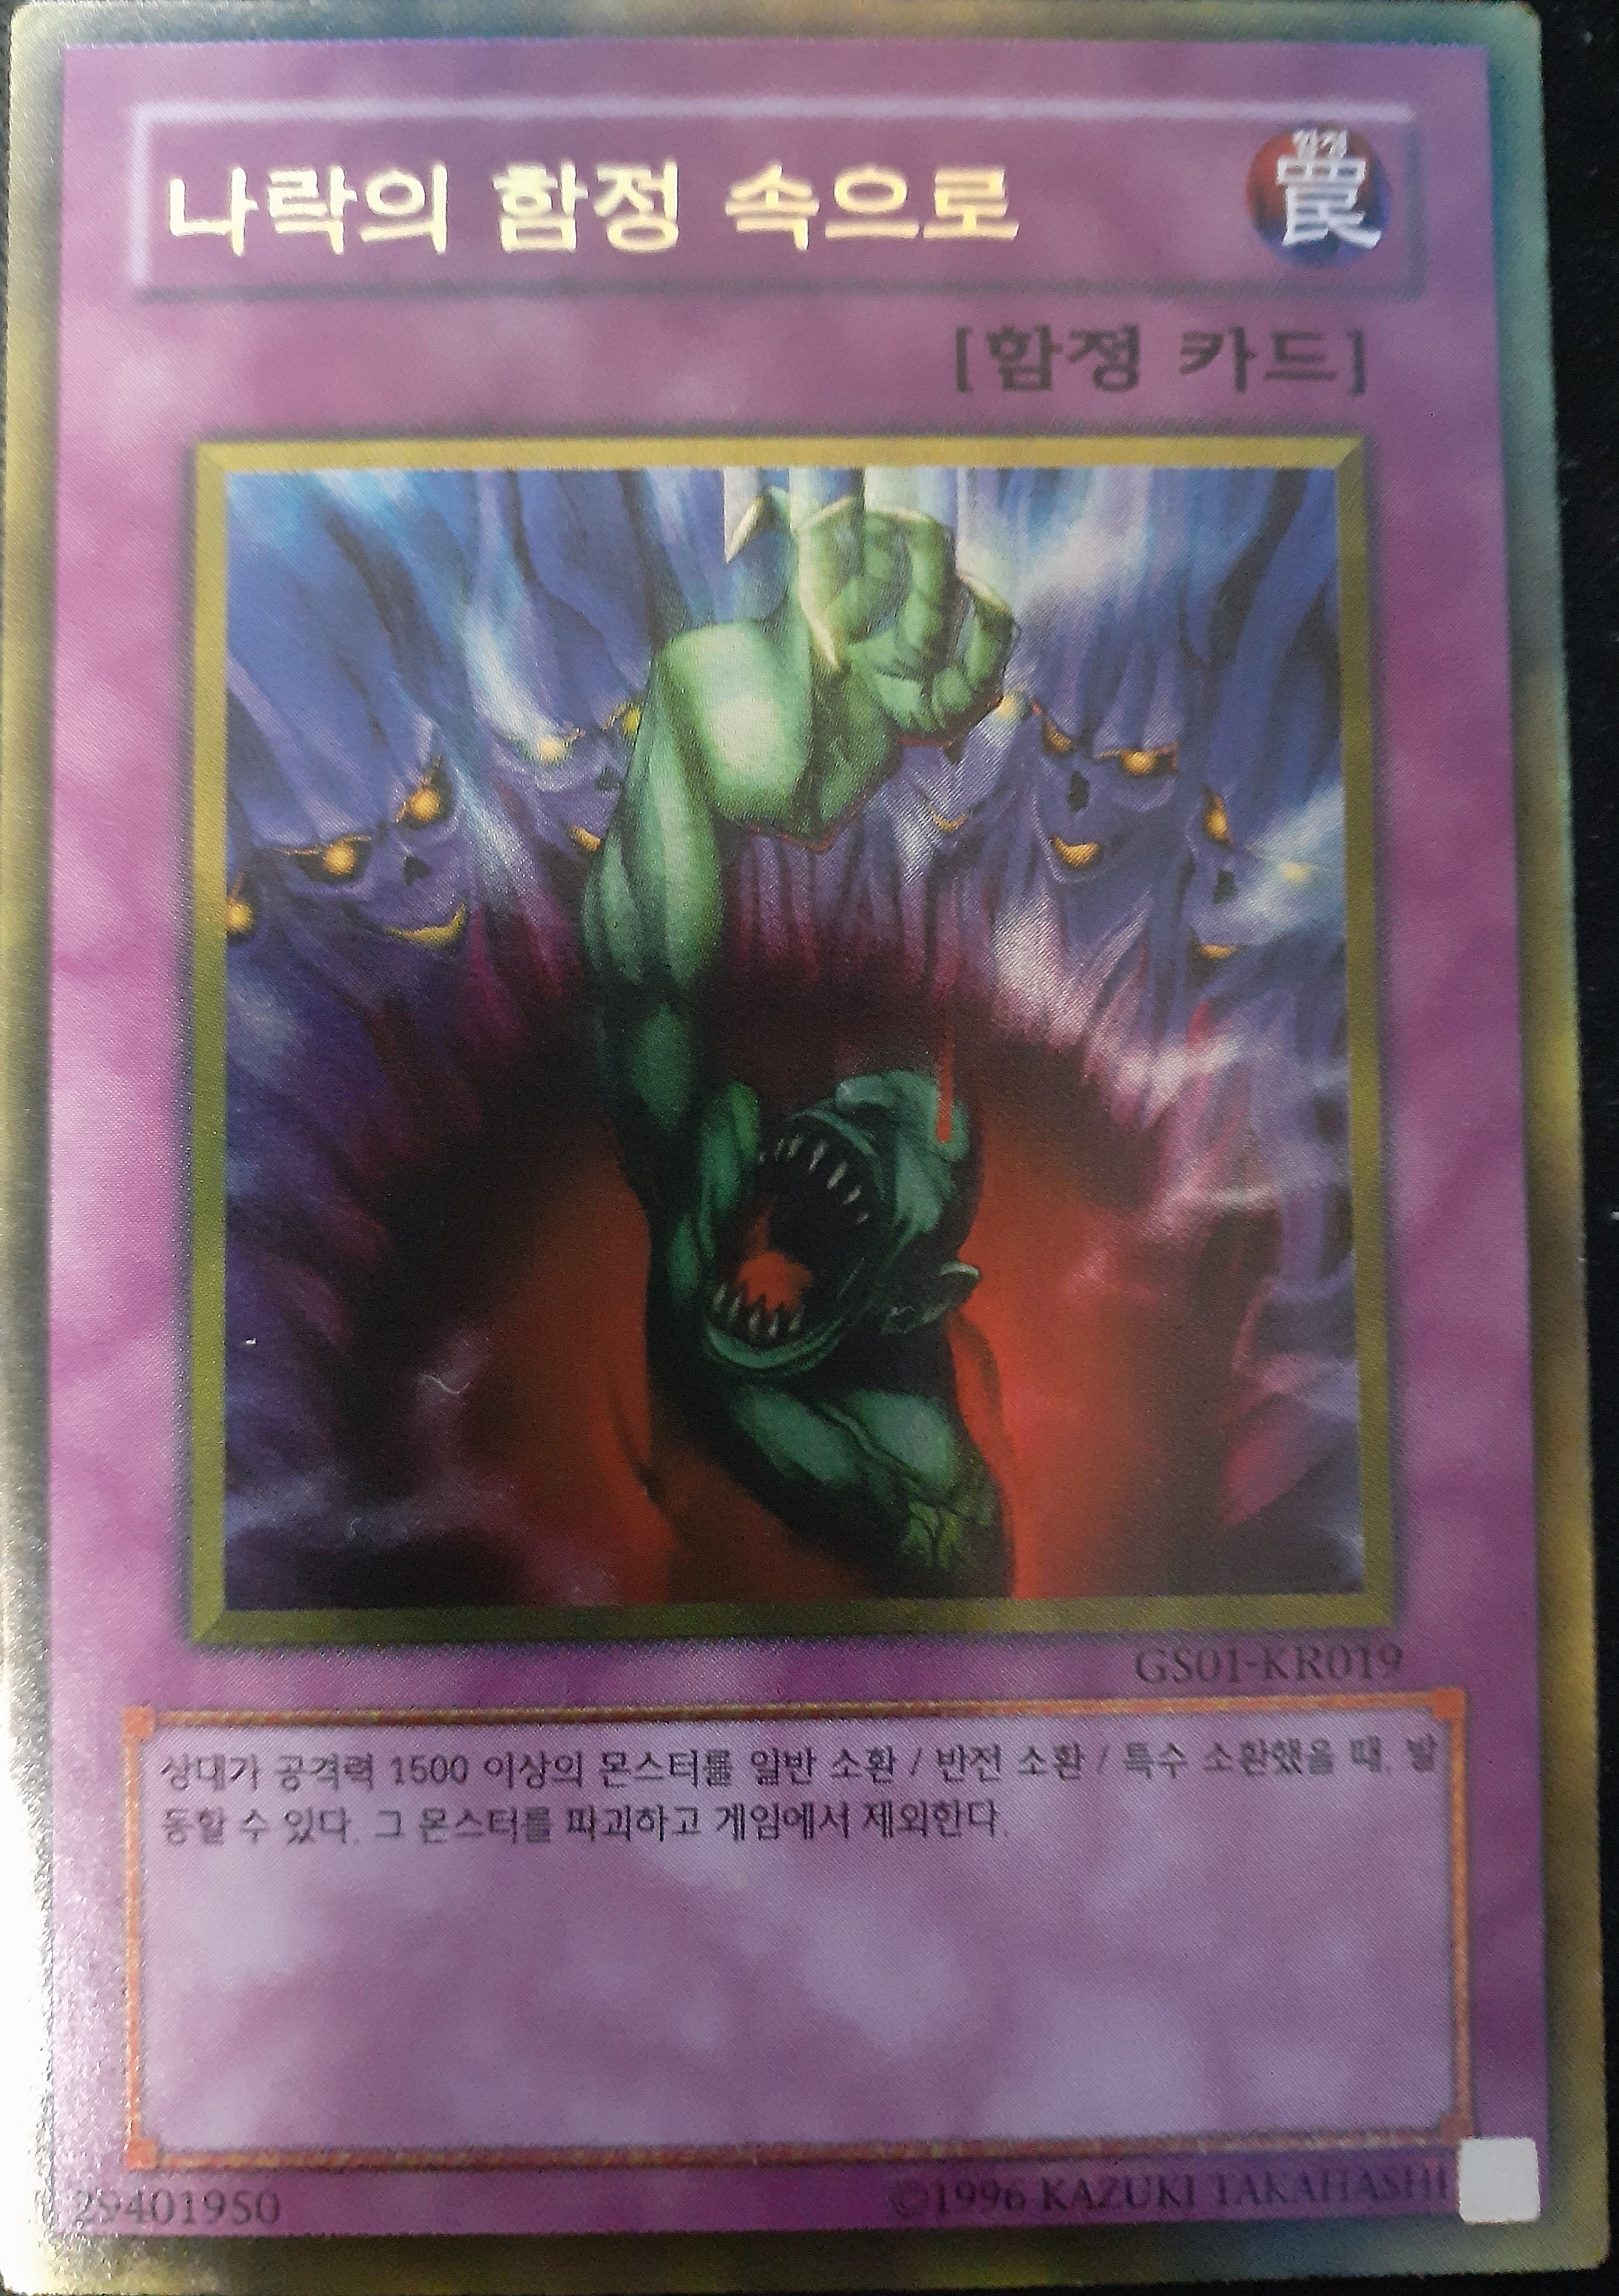 나락의 함정 속으로
함정
罠
[함정 카드]
GS01-KR019
상대가 공격력 1500 이상의 몬스터를 일반 소환 / 반전 소환 / 특수 소환했을 때, 발
동할 수 있다. 그 몬스터를 파괴하고 게임에서 제외한다.
29401950
©1996 KAZUKI TAKAHASHI